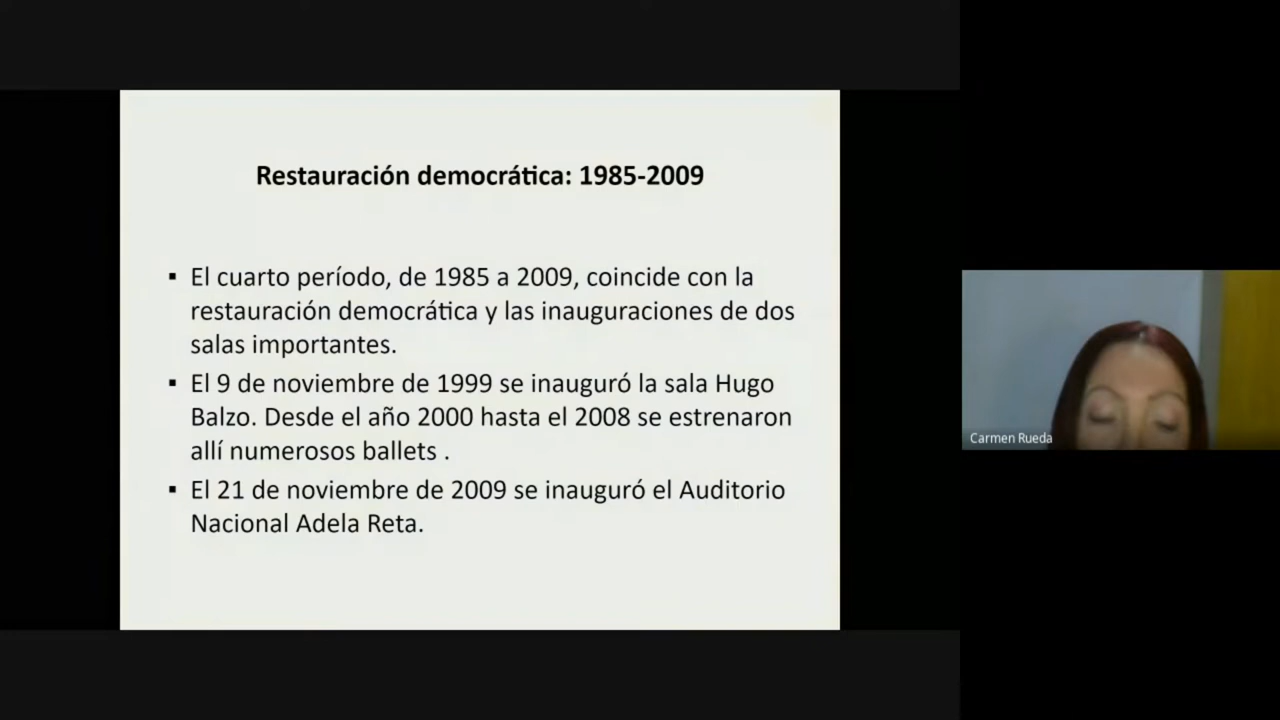 Restauración democrática: 1985-2009
▪ El cuarto período, de 1985 a 2009, coincide con la
restauración democrática y las inauguraciones de dos
salas importantes.
▪ El 9 de noviembre de 1999 se inauguró la sala Hugo
Balzo. Desde el año 2000 hasta el 2008 se estrenaron
allí numerosos ballets .
▪ El 21 de noviembre de 2009 se inauguró el Auditorio
Nacional Adela Reta.
Carmen Rueda